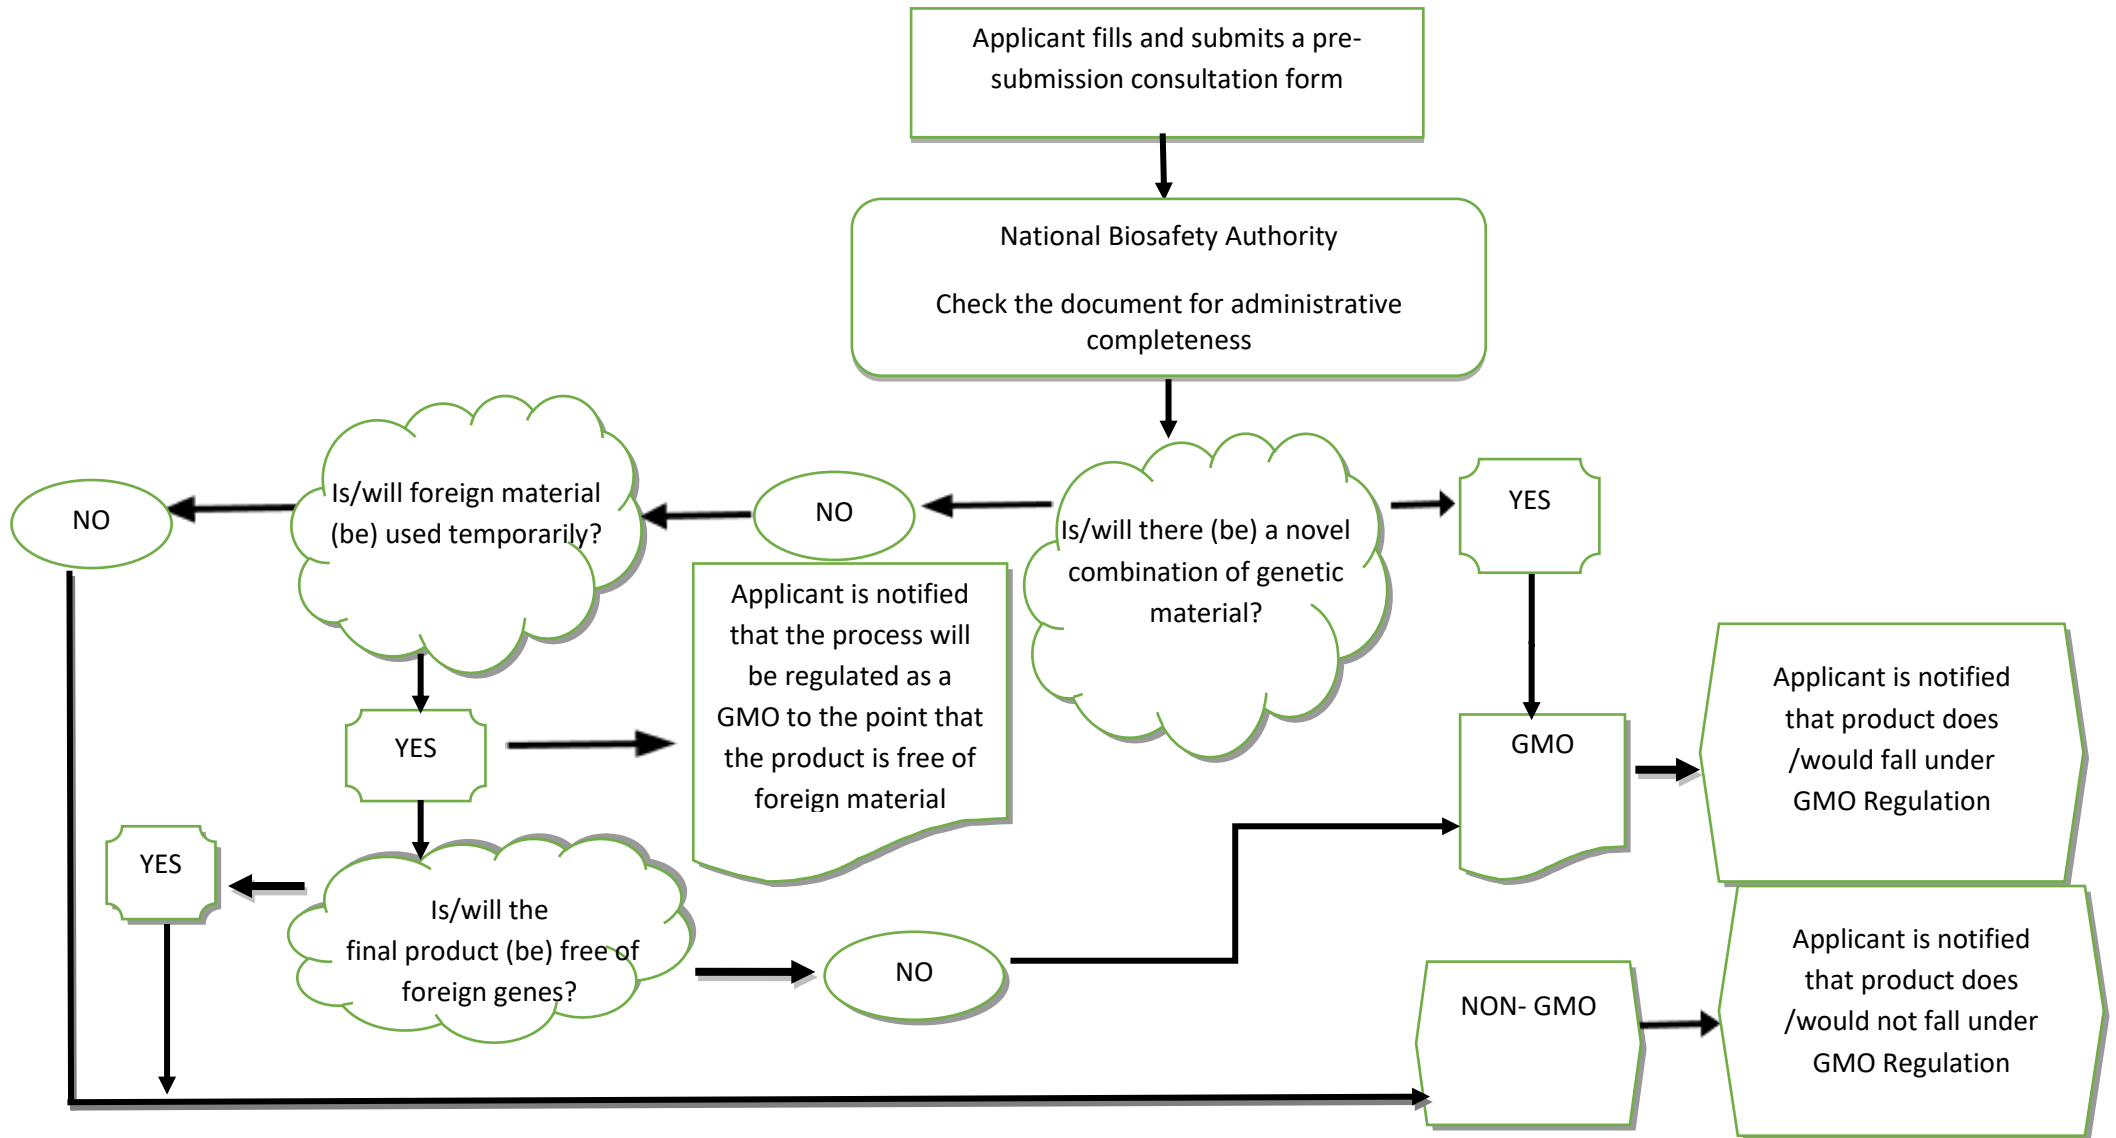 Applicant fills and submits a pre-
submission consultation form
National Biosafety Authority
Check the document for administrative
completeness
Is/will foreign material
(be) used temporarily?
NO
NO
Is/will there (be) a novel
combination of genetic
material?
YES
Applicant is notified
that the process will
be regulated as a
GMO to the point that
the product is free of
foreign material
YES
GMO
Applicant is notified
that product does
/would fall under
GMO Regulation
YES
Is/will the
final product (be) free of
foreign genes?
NO
NON- GMO
Applicant is notified
that product does
/would not fall under
GMO Regulation